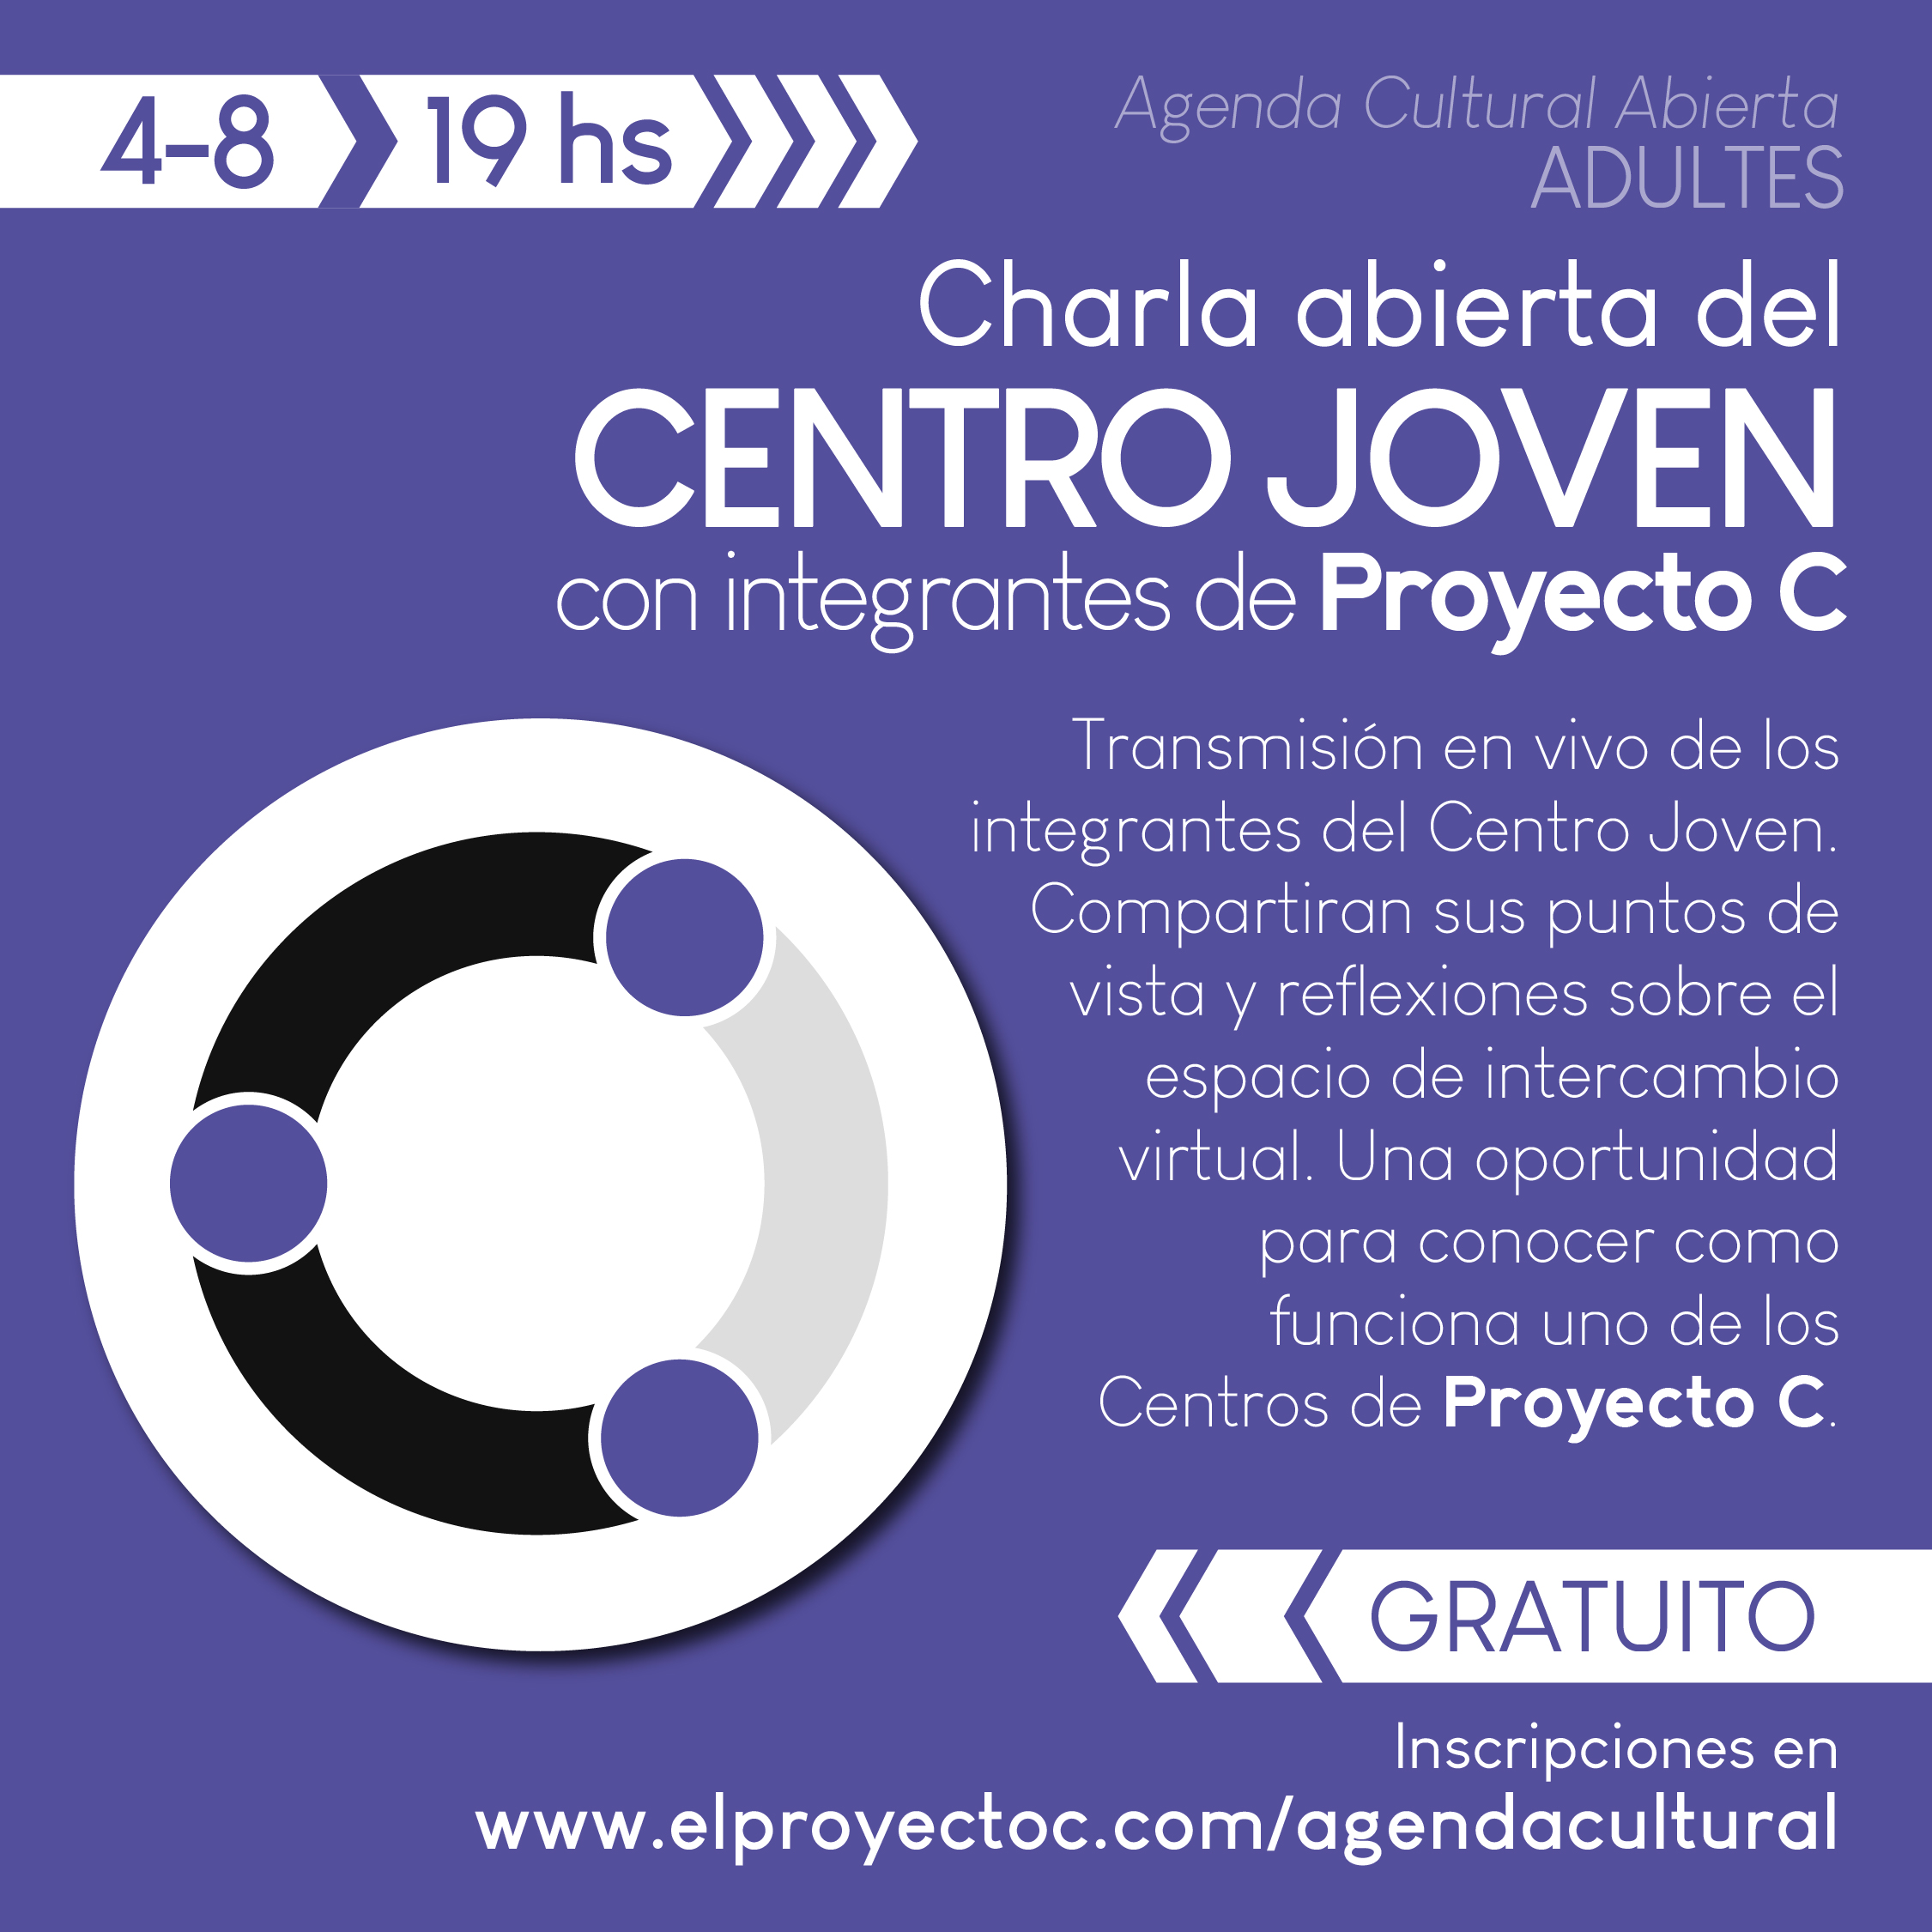 4-8 19 hs
Agenda Cultural Abierta
ADULTES
Charla abierta del
CENTRO JOVEN
con integrantes de Proyecto C
Transmisión en vivo de los
integrantes del Centro Joven.
Compartiran sus puntos de
vista y reflexiones sobre el
espacio de intercambio
virtual. Una oportunidad
para conocer como
funciona uno de los
Centros de Proyecto C.
GRATUITO
Inscripciones en
www.elproyectoc.com/agendacultural